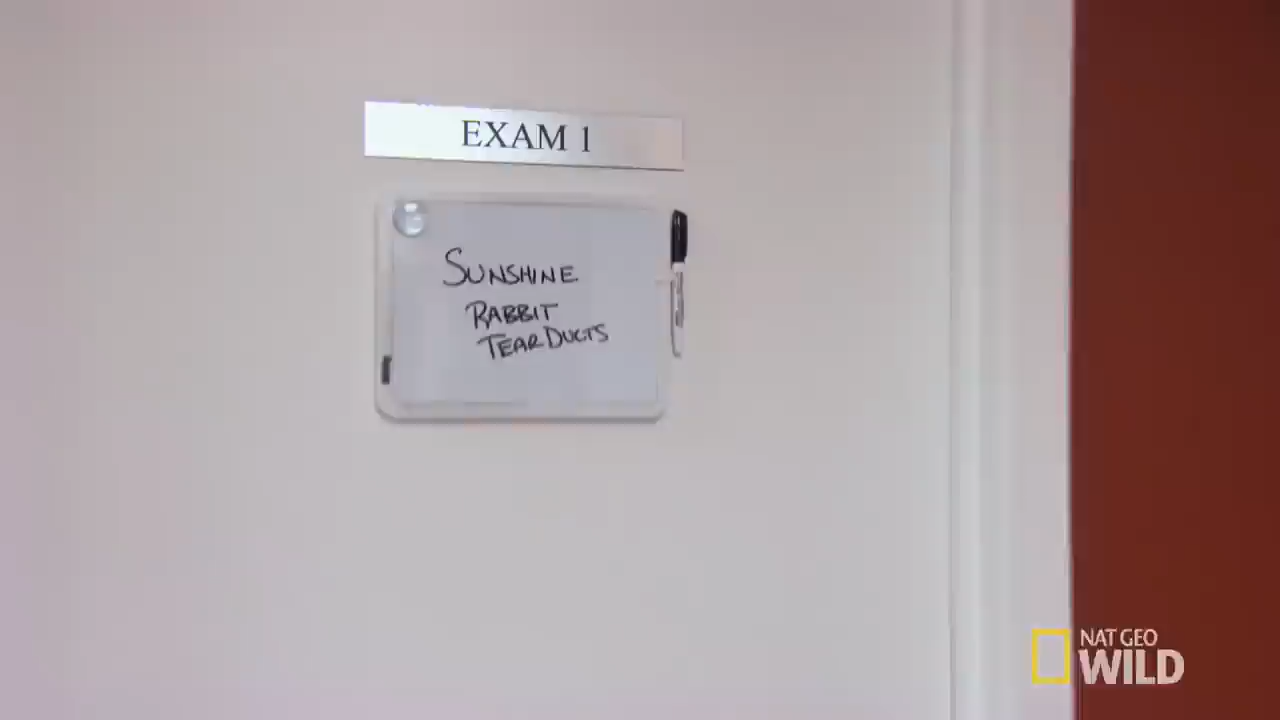 EXAM 1
SUNSHINE
RABBIT
TEAR DUCTS
NAT GEO
WILD